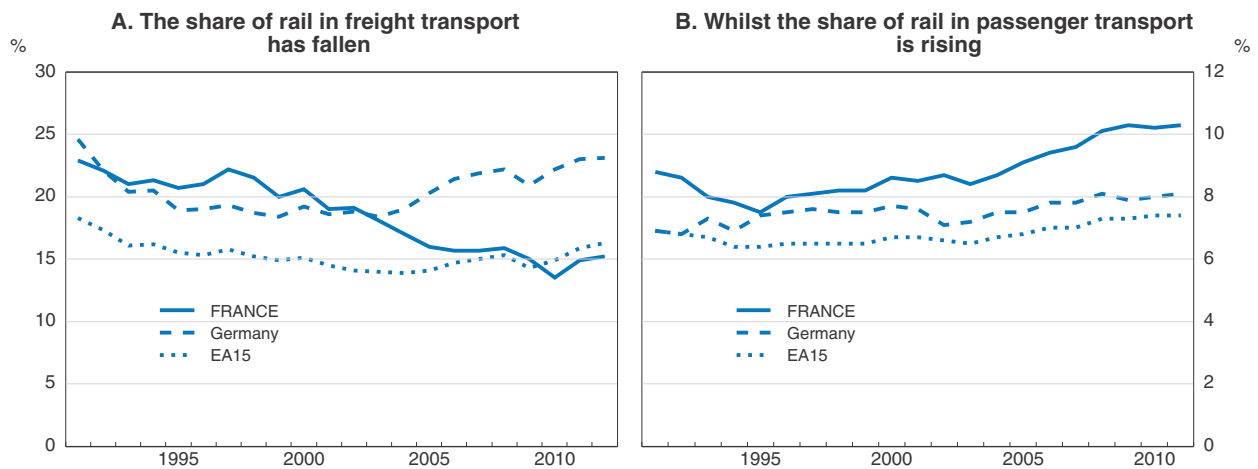 A. The share of rail in freight transport
has fallen
%
30
25
20
15
10
5
0
FRANCE
Germany
EA15
1995
2000
2005
2010
B. Whilst the share of rail in passenger transport
is rising
%
12
10
8
6
4
2
0
FRANCE
Germany
EA15
1995
2000
2005
2010